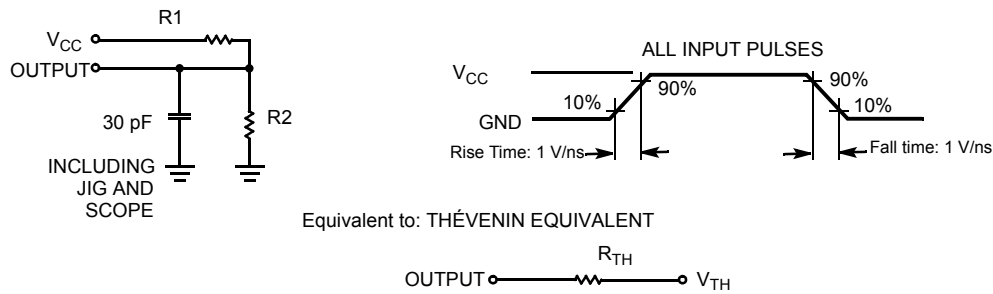 R1
V_CC
OUTPUT
30 pF
R2
INCLUDING
JIG AND
SCOPE
ALL INPUT PULSES
V_CC
GND
10%
90%
90%
10%
Rise Time: 1 V/ns
Fall time: 1 V/ns
Equivalent to: THÉVENIN EQUIVALENT
R_TH
OUTPUT
V_TH